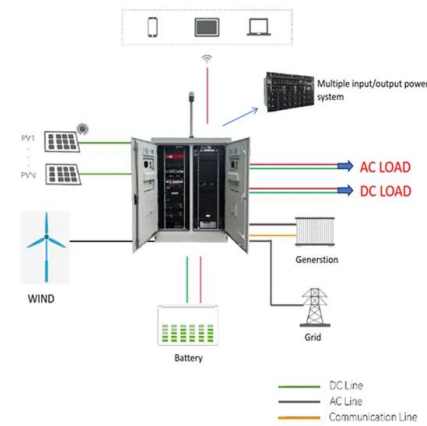 Multiple input/output power
system
PV1
PVN
AC LOAD
DC LOAD
WIND
Generstion
Grid
Battery
DC Line
AC Line
Communication Line